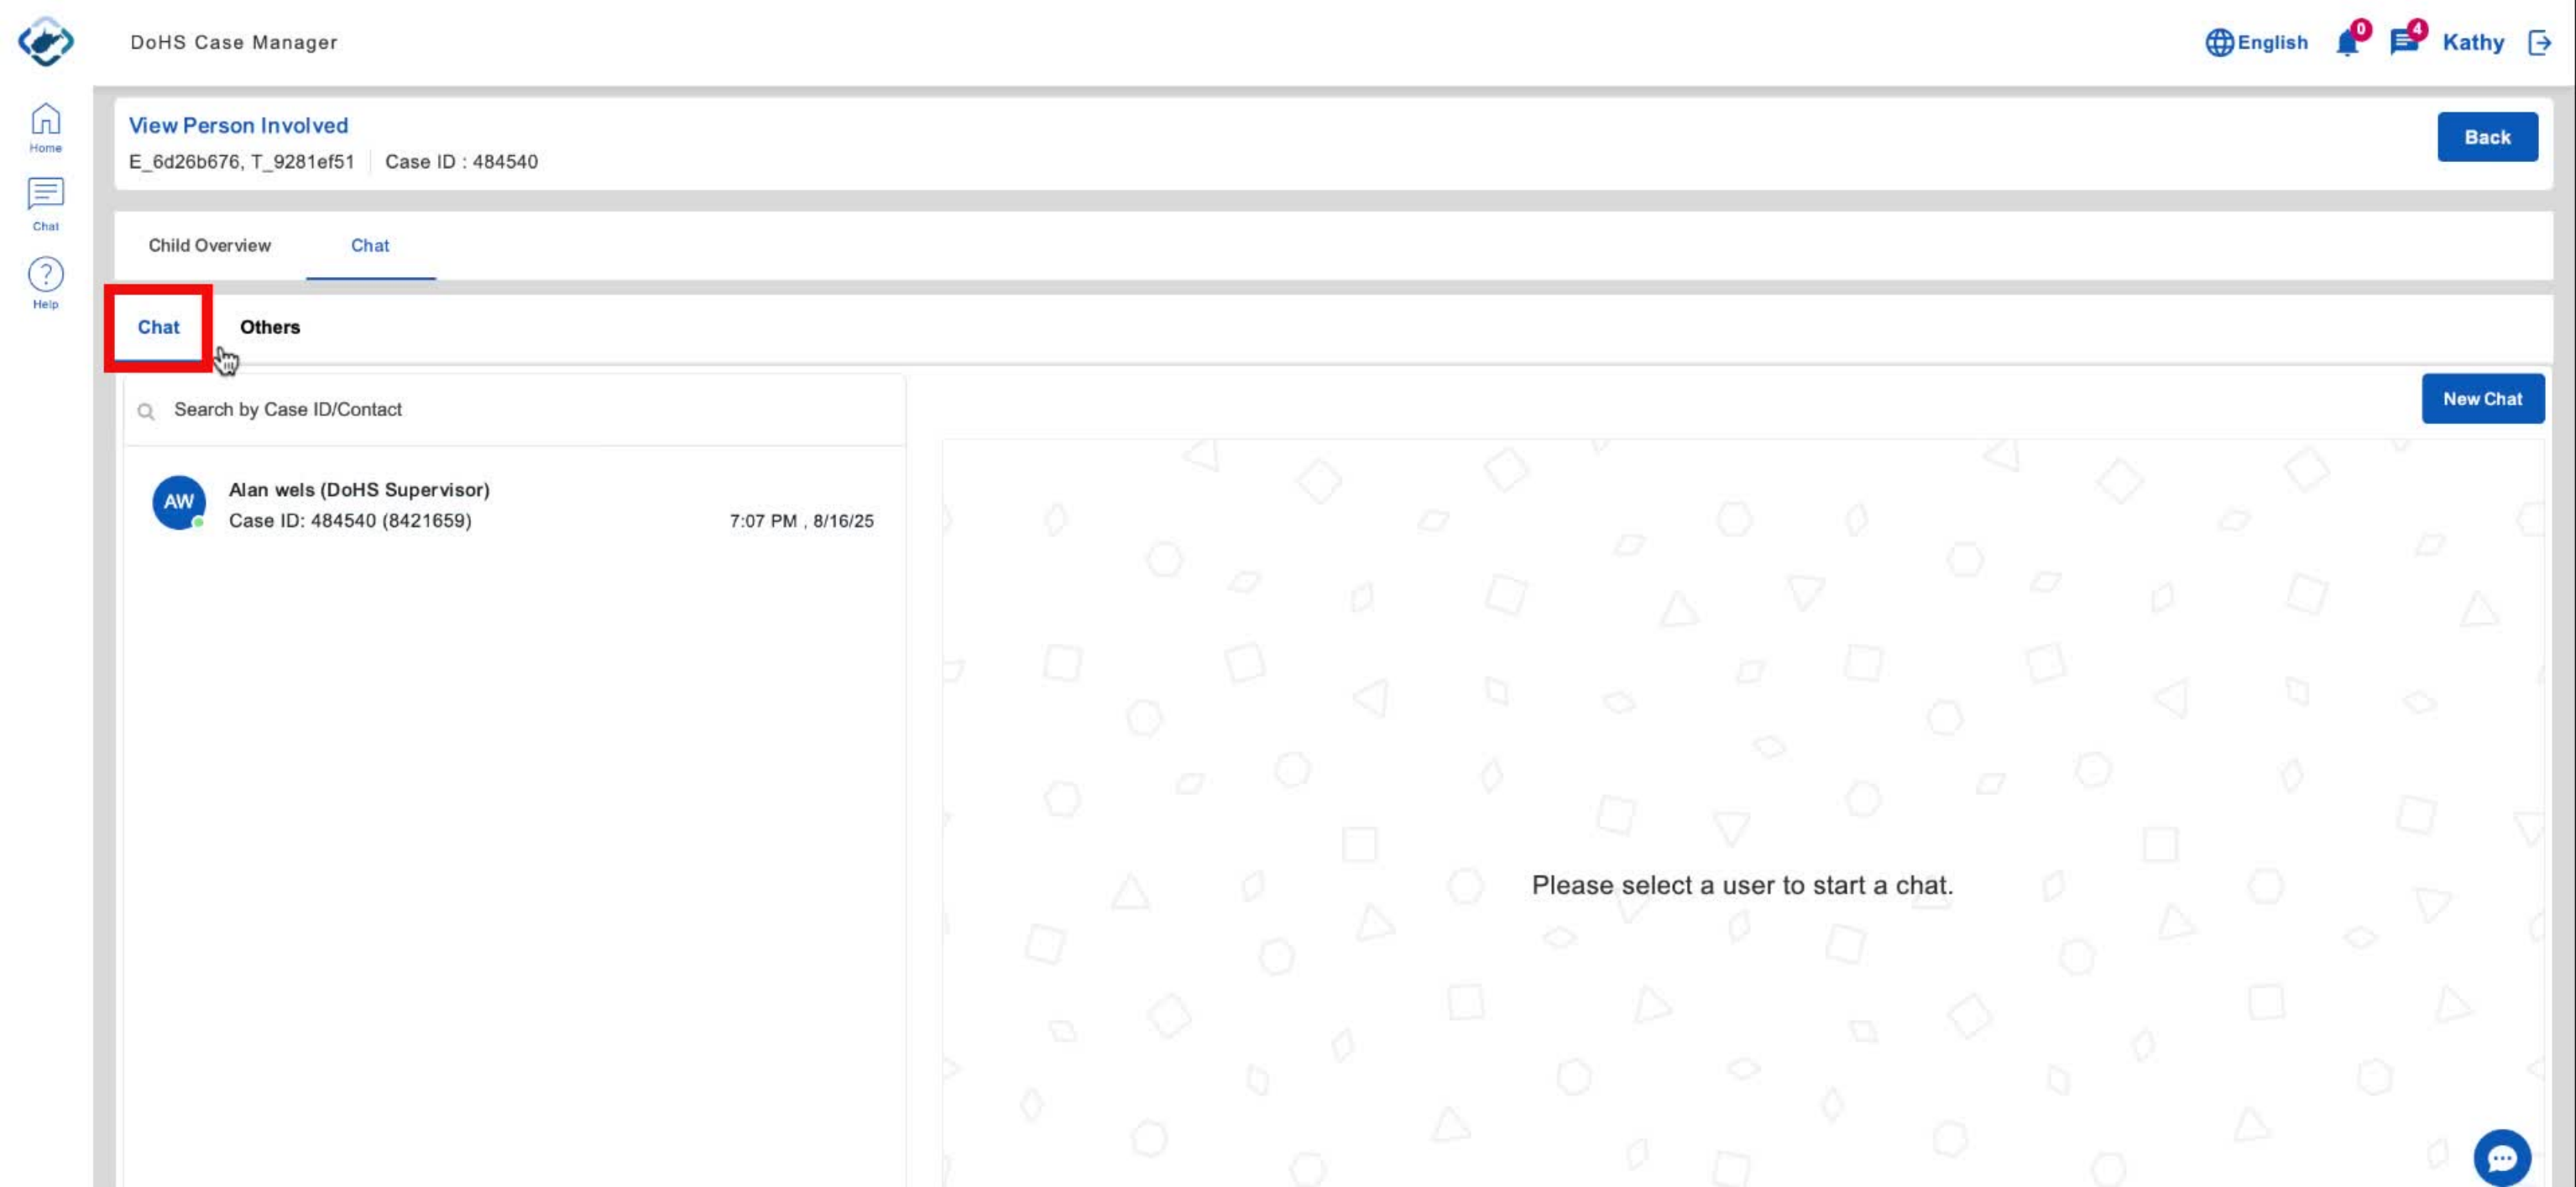 DoHS Case Manager
English
0
4
Kathy
Home
Chat
Help
View Person Involved
E_6d26b676, T_9281ef51 Case ID : 484540
Back
Child Overview
Chat
Chat
Others
Search by Case ID/Contact
New Chat
AW
Alan wels (DoHS Supervisor)
Case ID: 484540 (8421659)
7:07 PM , 8/16/25
Please select a user to start a chat.